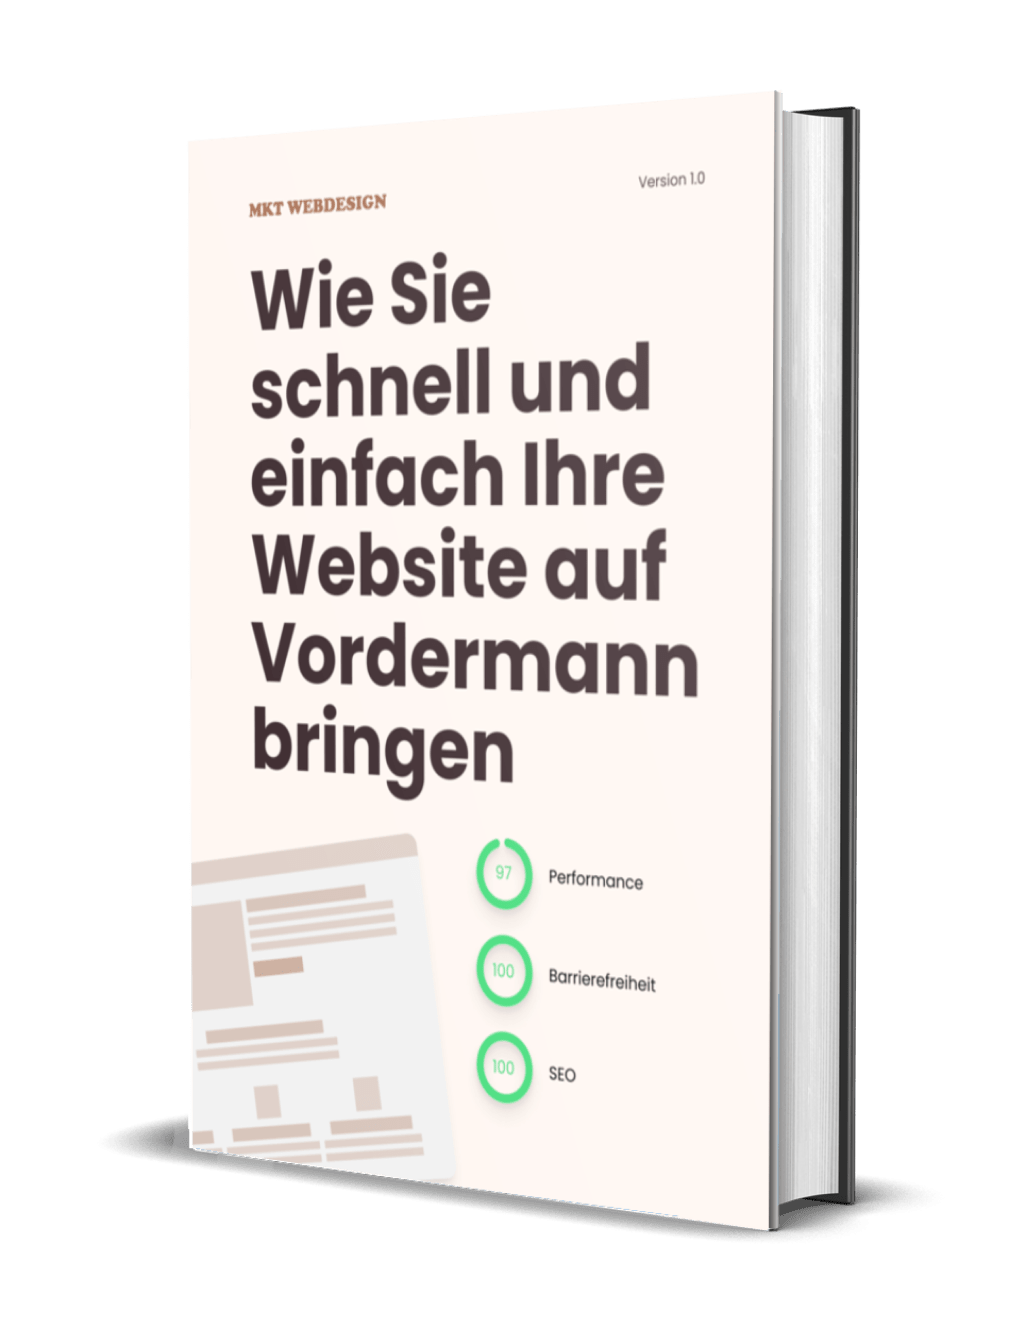 MKT WEBDESIGN
Version 1.0
Wie Sie
schnell und
einfach Ihre
Website auf
Vordermann
bringen
97
Performance
100
Barrierefreiheit
100
SEO